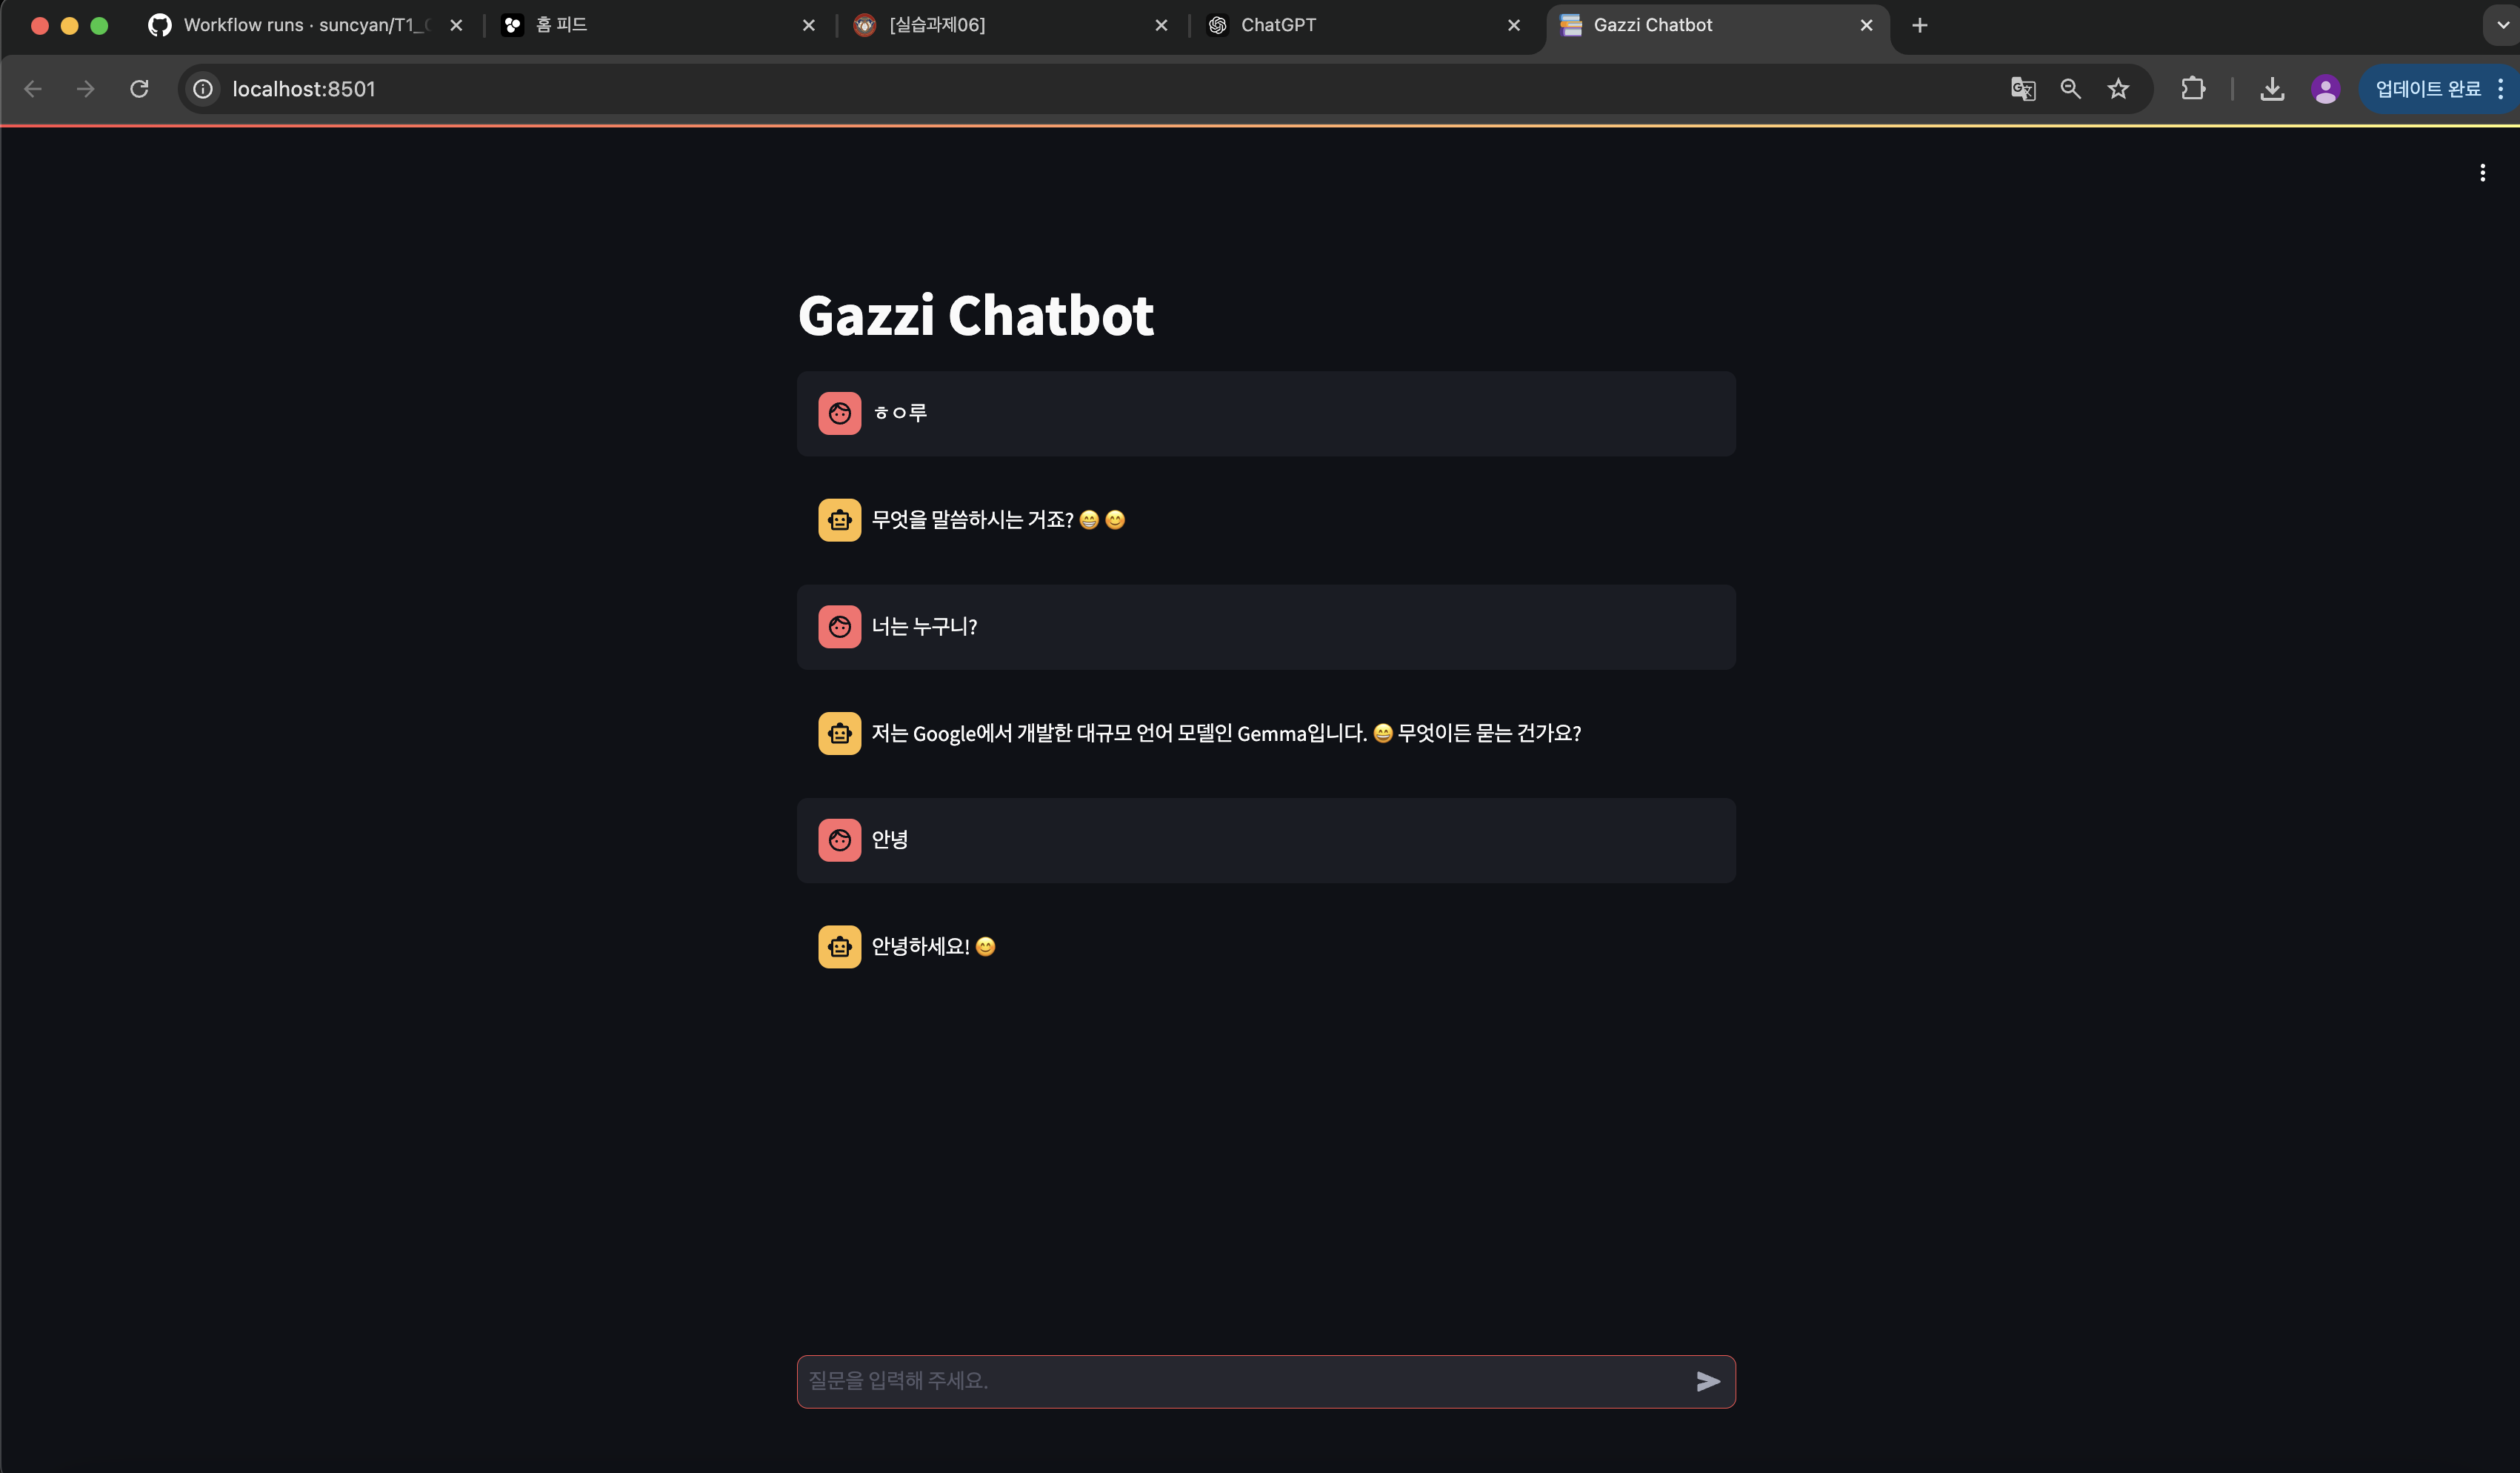 Workflow runs · suncyan/T1_
홈 피드
[실습과제06]
ChatGPT
Gazzi Chatbot
localhost:8501
업데이트 완료
Gazzi Chatbot
ㅎㅇ루
무엇을 말씀하시는 거죠? 😁 😊
너는 누구니?
저는 Google에서 개발한 대규모 언어 모델인 Gemma입니다. 😄 무엇이든 묻는 건가요?
안녕
안녕하세요! 😊
질문을 입력해 주세요.